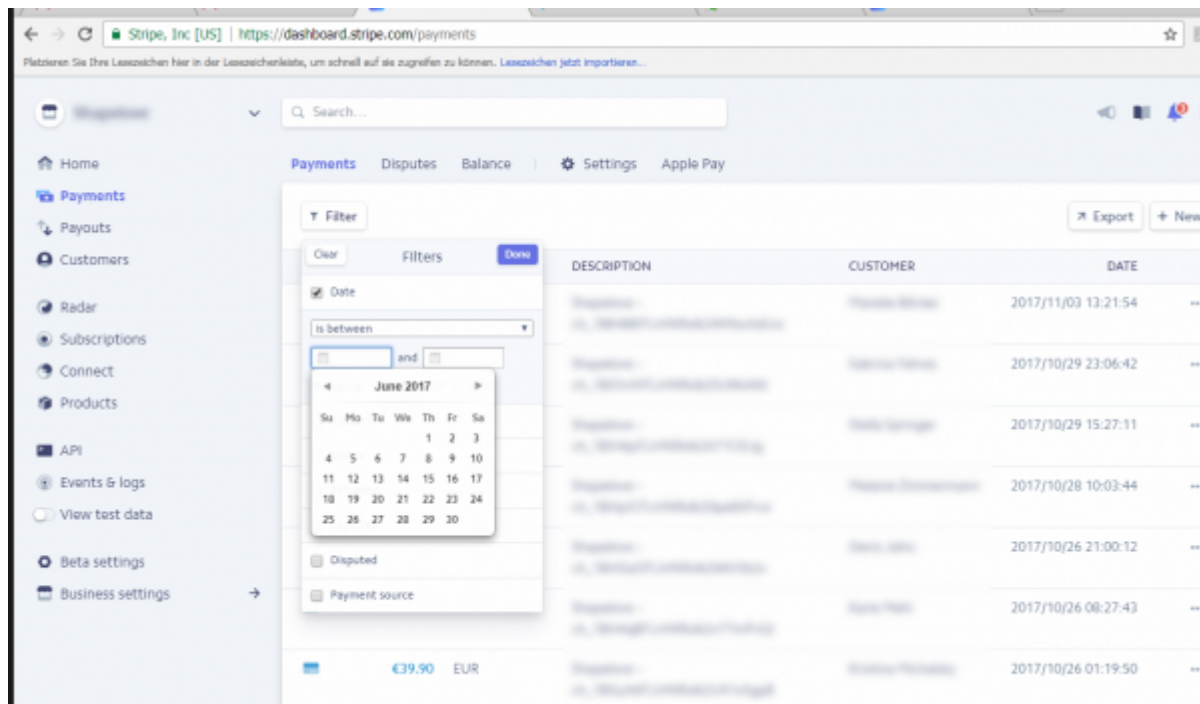 Stripe, Inc [US] | https://dashboard.stripe.com/payments
Platzieren Sie Ihre Lesezeichen hier in der Lesezeichenleiste, um schnell auf sie zugreifen zu können. Lesezeichen jetzt importieren...
Search...
3
Home
Payments
Payouts
Customers
Radar
Subscriptions
Connect
Products
API
Events & logs
View test data
Beta settings
Business settings
Payments Disputes Balance Settings Apple Pay
Filter
Export + New
Clear Filters Done
Date
is between
and
June 2017
Su Mo Tu We Th Fr Sa
1 2 3
4 5 6 7 8 9 10
11 12 13 14 15 16 17
18 19 20 21 22 23 24
25 26 27 28 29 30
Disputed
Payment source
DESCRIPTION CUSTOMER DATE
2017/11/03 13:21:54
2017/10/29 23:06:42
2017/10/29 15:27:11
2017/10/28 10:03:44
2017/10/26 21:00:12
2017/10/26 08:27:43
€39.90 EUR 2017/10/26 01:19:50